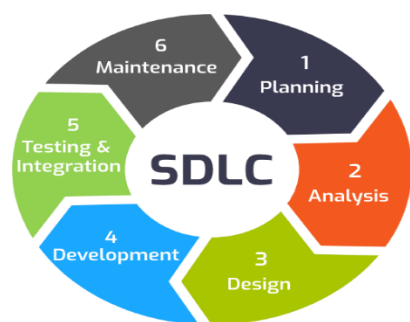 SDLC
1
Planning
2
Analysis
3
Design
4
Development
5
Testing &
Integration
6
Maintenance